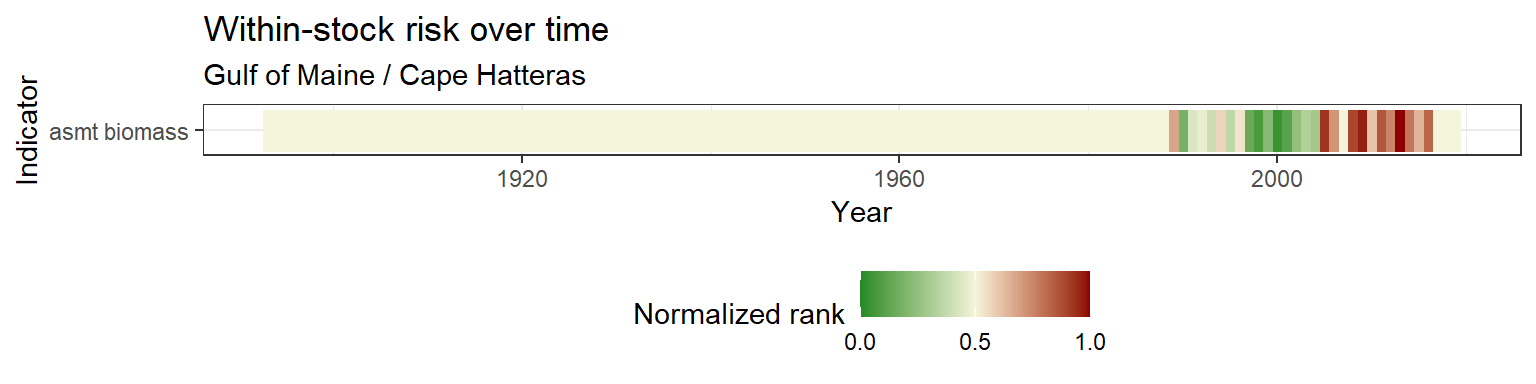 Within-stock risk over time
Gulf of Maine / Cape Hatteras
Indicator
asmt biomass
1920 1960 2000
Year
Normalized rank
0.0 0.5 1.0